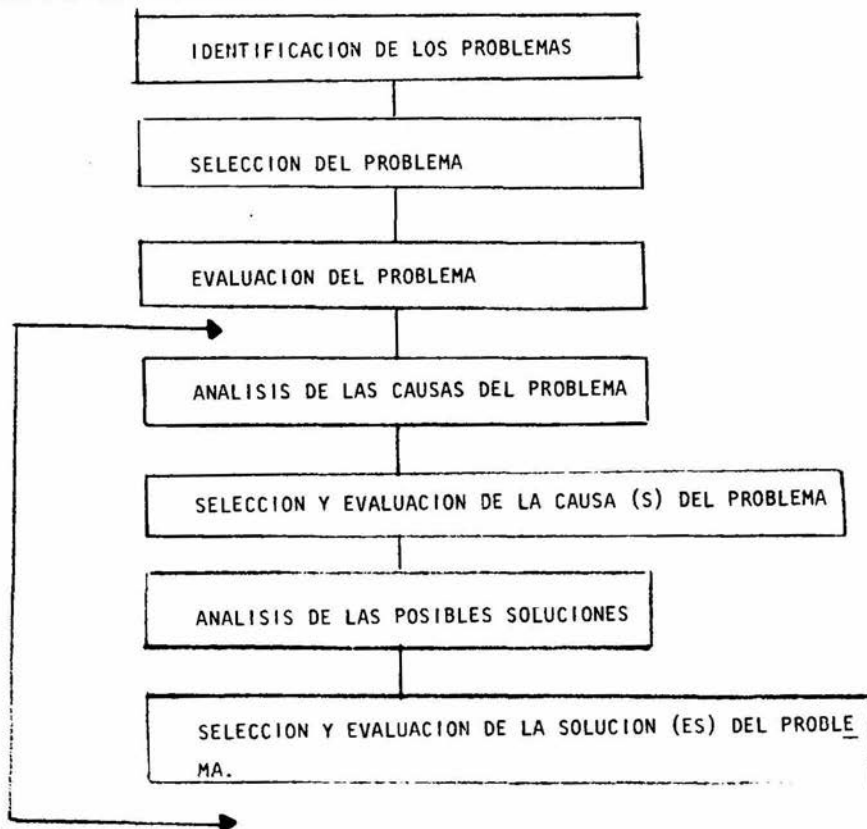 IDENTIFICACION DE LOS PROBLEMAS
SELECCION DEL PROBLEMA
EVALUACION DEL PROBLEMA
ANALISIS DE LAS CAUSAS DEL PROBLEMA
SELECCION Y EVALUACION DE LA CAUSA (S) DEL PROBLEMA
ANALISIS DE LAS POSIBLES SOLUCIONES
SELECCION Y EVALUACION DE LA SOLUCION (ES) DEL PROBLE
MA.